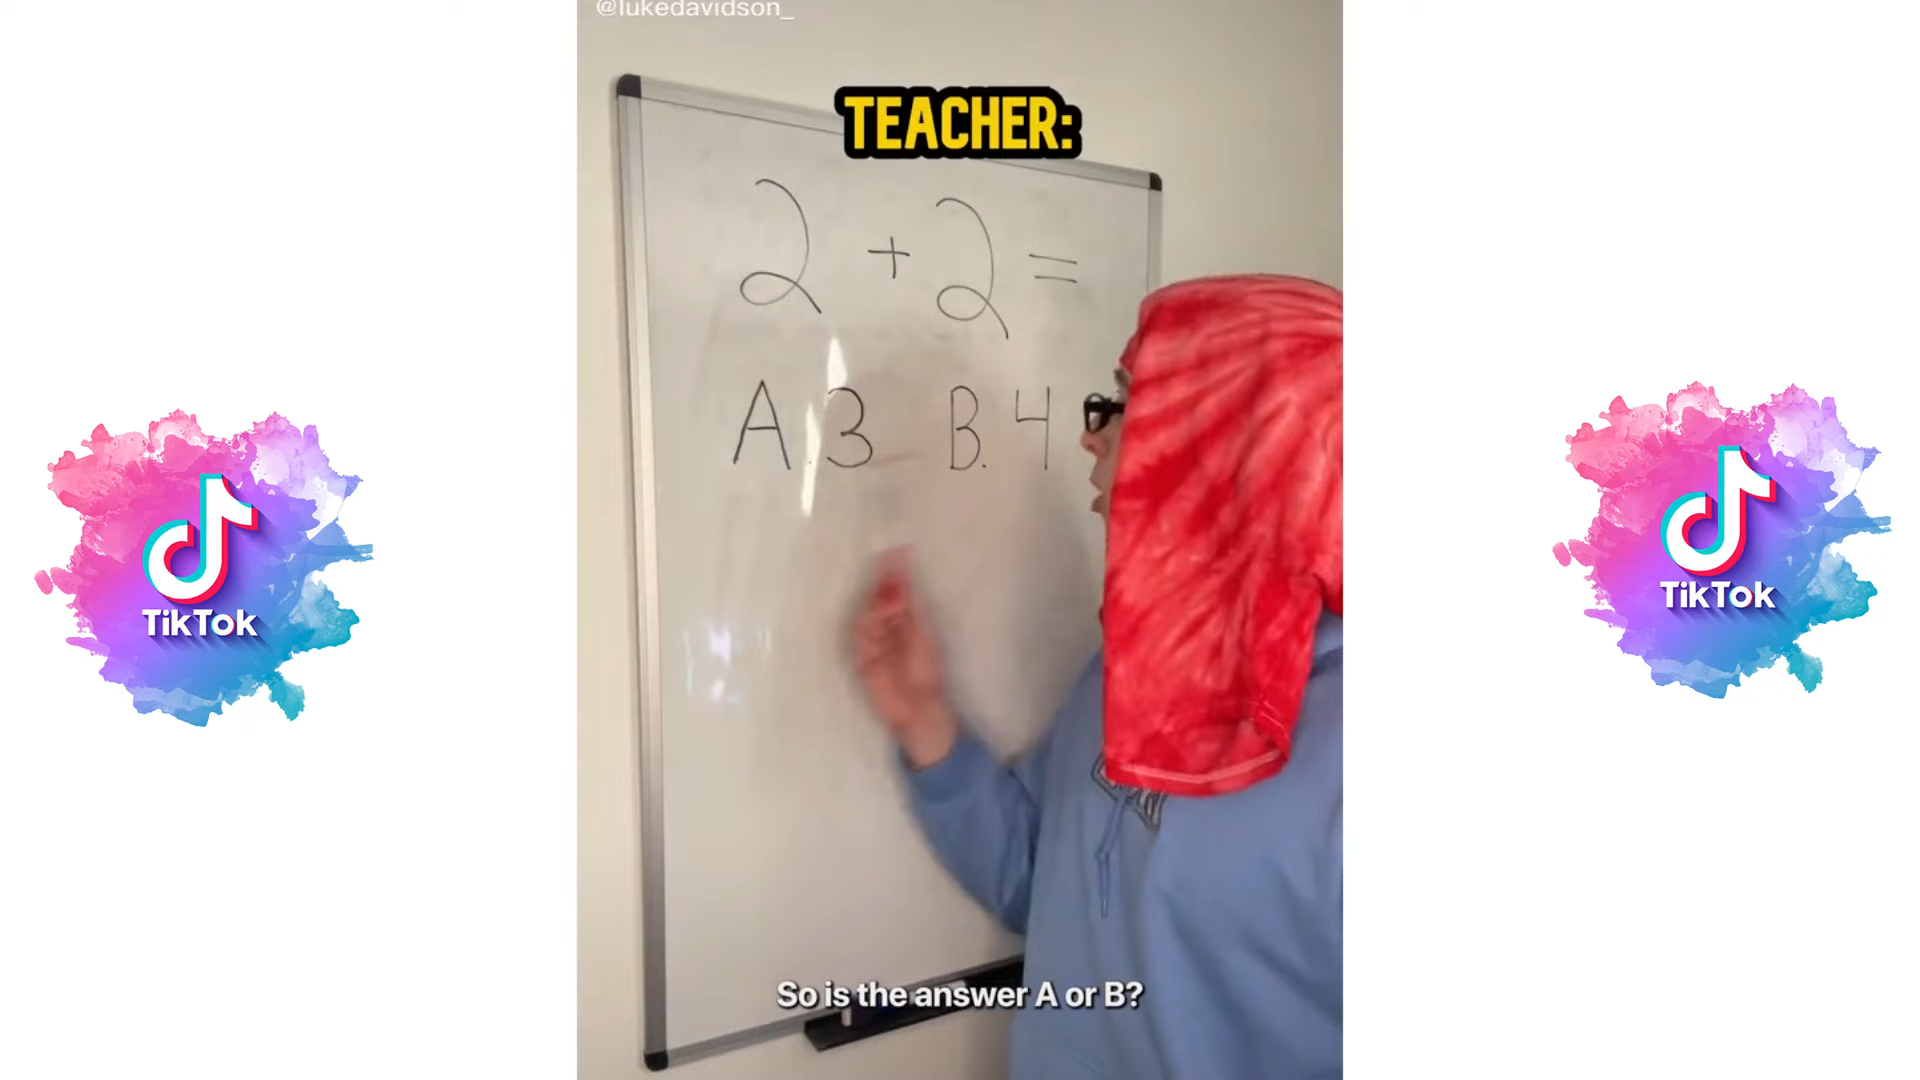 @lukedavidson_
TEACHER:
2 + 2 =
A. 3 B. 4
So is the answer A or B?
TikTok
TikTok